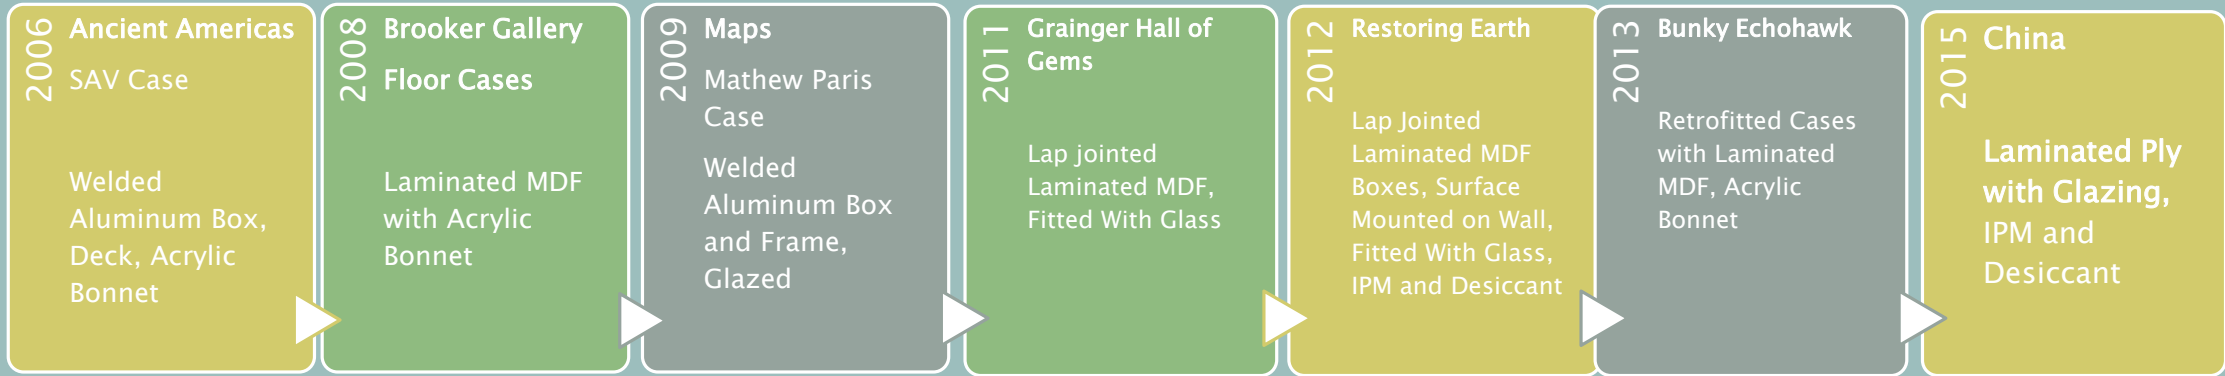 2006
Ancient Americas
SAV Case
Welded
Aluminum Box,
Deck, Acrylic
Bonnet
2008
Brooker Gallery
Floor Cases
Laminated MDF
with Acrylic
Bonnet
2009
Maps
Mathew Paris
Case
Welded
Aluminum Box
and Frame,
Glazed
2011
Grainger Hall of
Gems
Lap jointed
Laminated MDF,
Fitted With Glass
2012
Restoring Earth
Lap Jointed
Laminated MDF
Boxes, Surface
Mounted on Wall,
Fitted With Glass,
IPM and Desiccant
2013
Bunky Echohawk
Retrofitted Cases
with Laminated
MDF, Acrylic
Bonnet
2015
China
Laminated Ply
with Glazing,
IPM and
Desiccant